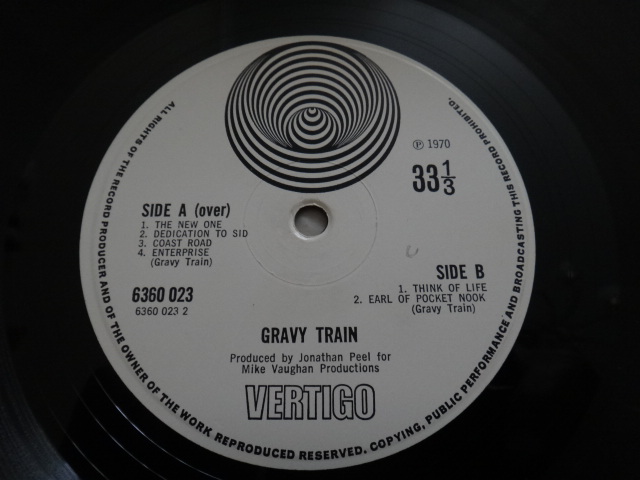 ℗ 1970
33 1/3
SIDE A (over)
1. THE NEW ONE
2. DEDICATION TO SID
3. COAST ROAD
4. ENTERPRISE
(Gravy Train)
6360 023
6360 023 2
SIDE B
1. THINK OF LIFE
2. EARL OF POCKET NOOK
(Gravy Train)
GRAVY TRAIN
Produced by Jonathan Peel for
Mike Vaughan Productions
VERTIGO
ALL RIGHTS OF THE RECORD PRODUCER AND OF THE OWNER OF THE WORK REPRODUCED RESERVED. COPYING, PUBLIC PERFORMANCE AND BROADCASTING THIS RECORD PROHIBITED.